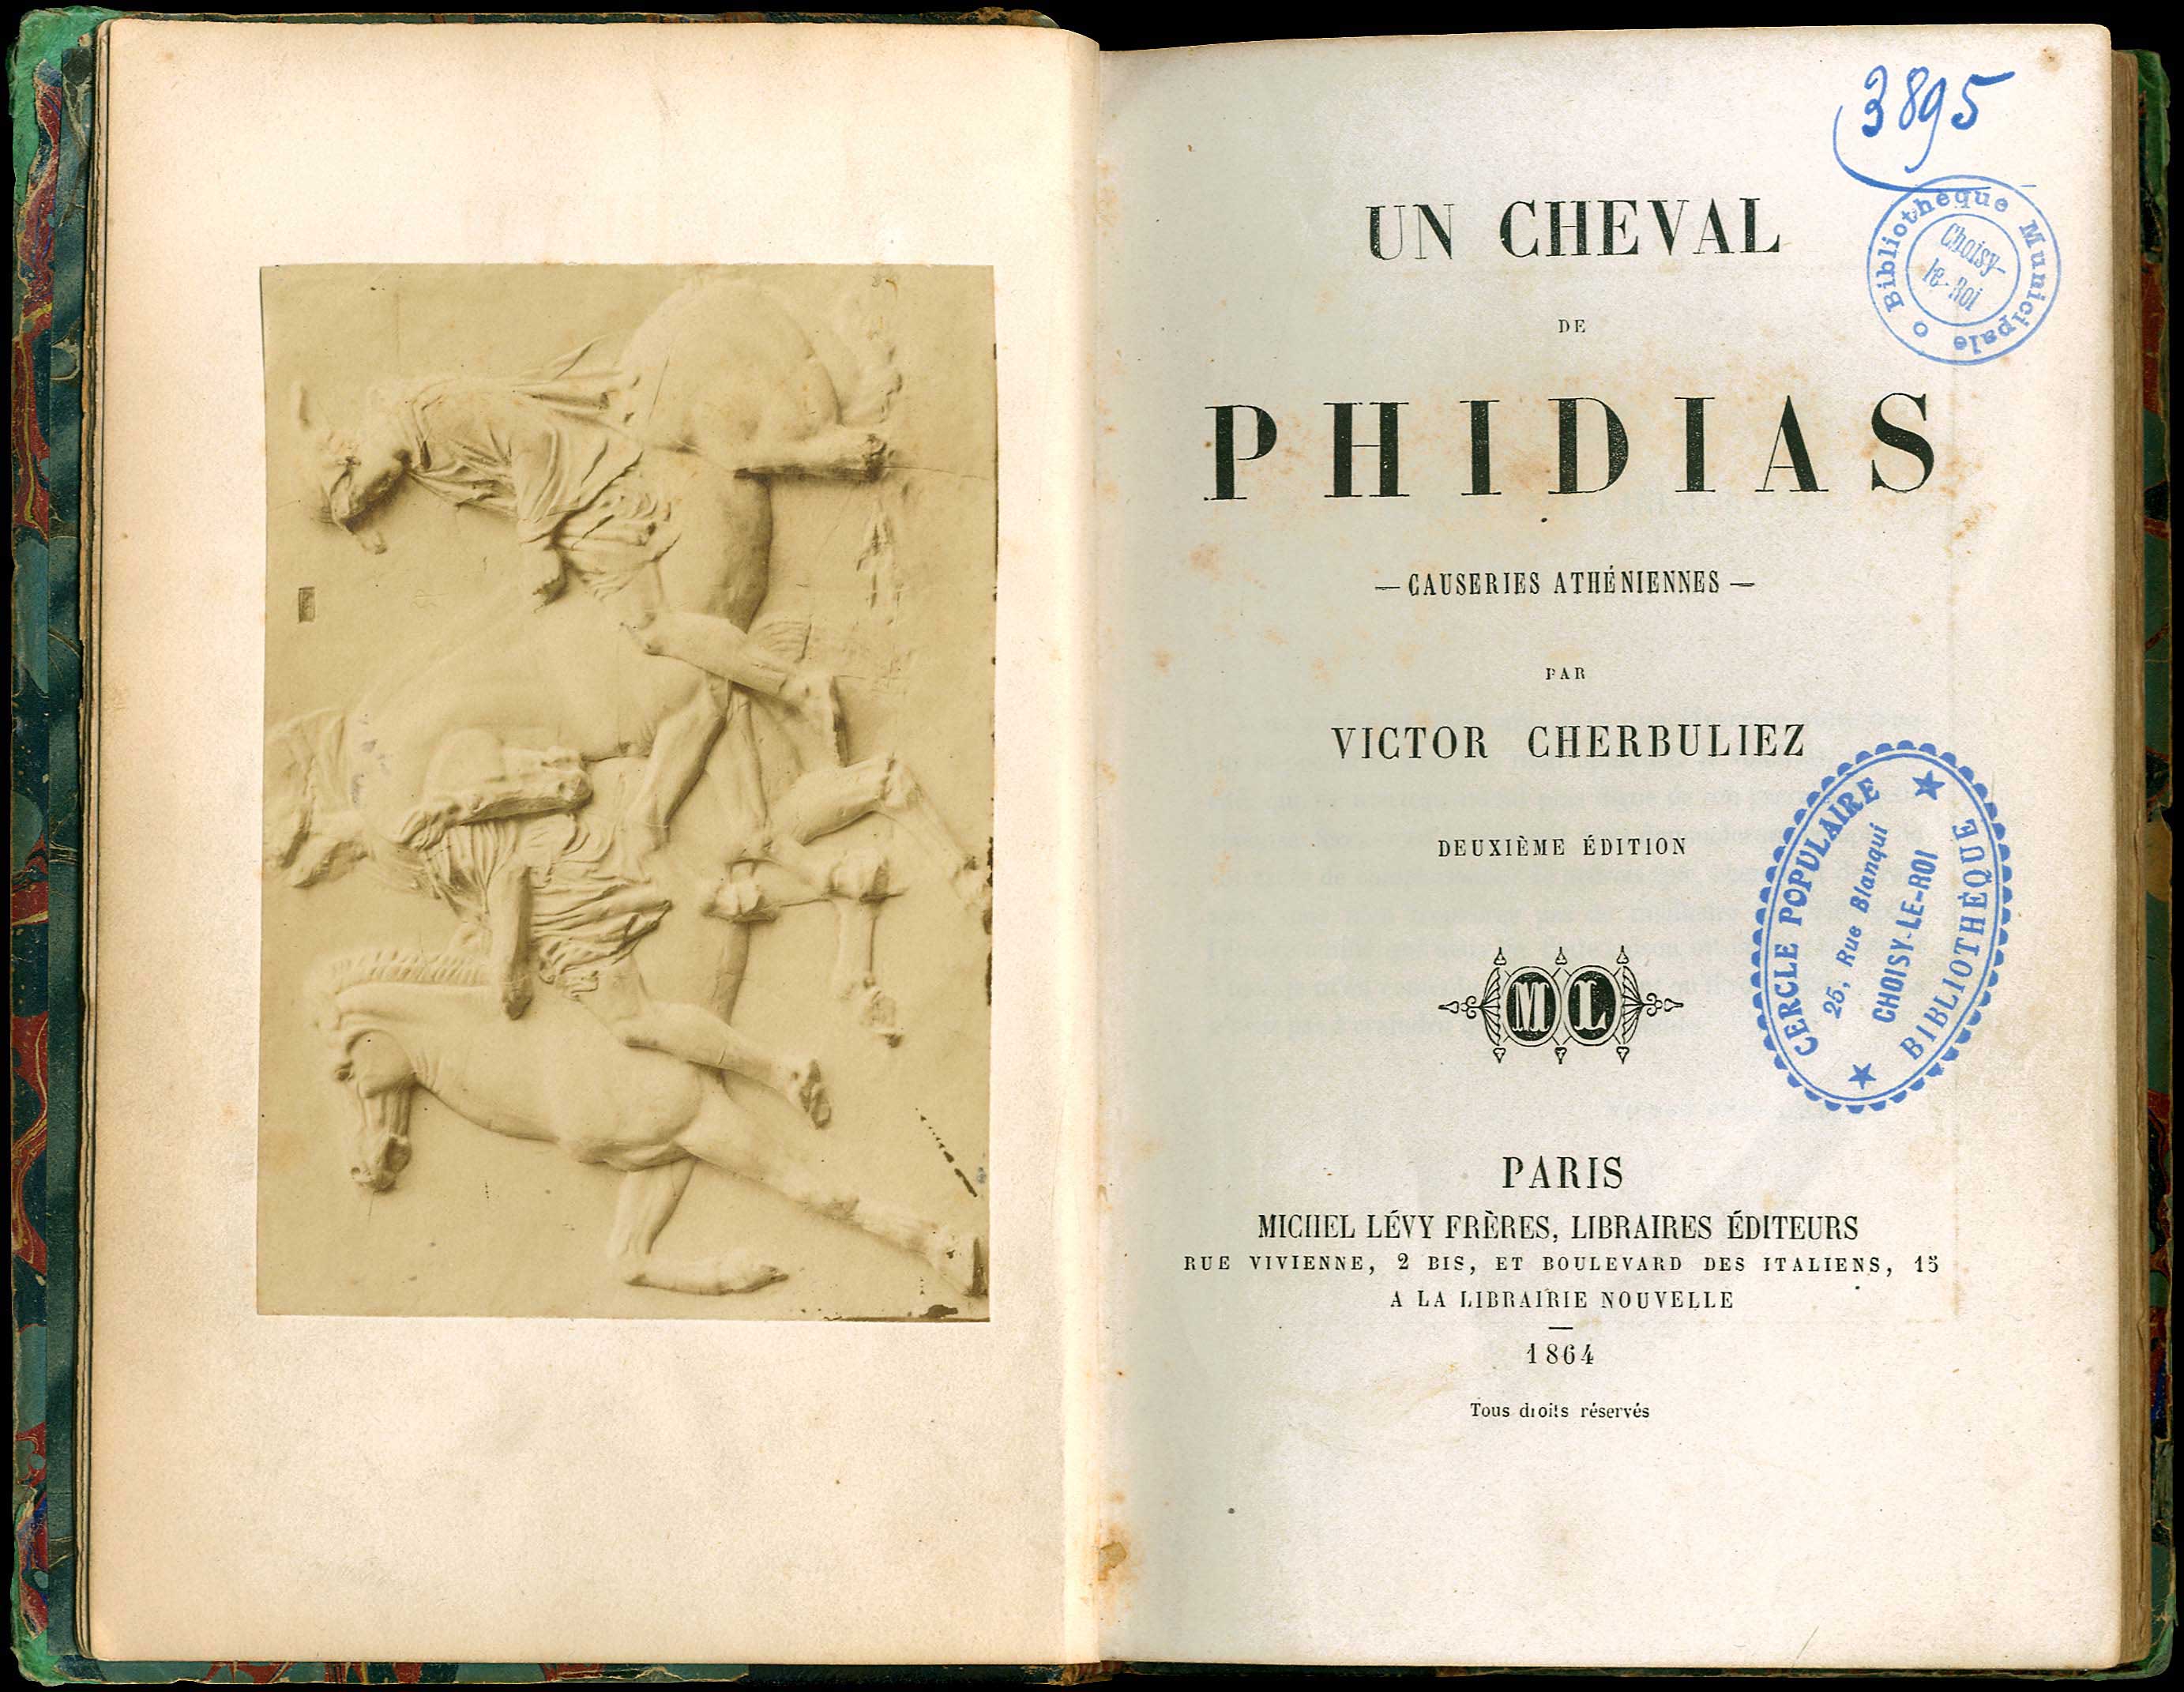 3895
Bibliothèque Municipale
Choisy-
le-Roi
UN CHEVAL
DE
PHIDIAS
— CAUSERIES ATHÉNIENNES —
PAR
VICTOR CHERBULIEZ
DEUXIÈME ÉDITION
CERCLE POPULAIRE
25, Rue Blanqui
CHOISY-LE-ROI
BIBLIOTHÈQUE
ML
PARIS
MICHEL LÉVY FRÈRES, LIBRAIRES ÉDITEURS
RUE VIVIENNE, 2 BIS, ET BOULEVARD DES ITALIENS, 15
A LA LIBRAIRIE NOUVELLE
1864
Tous droits réservés